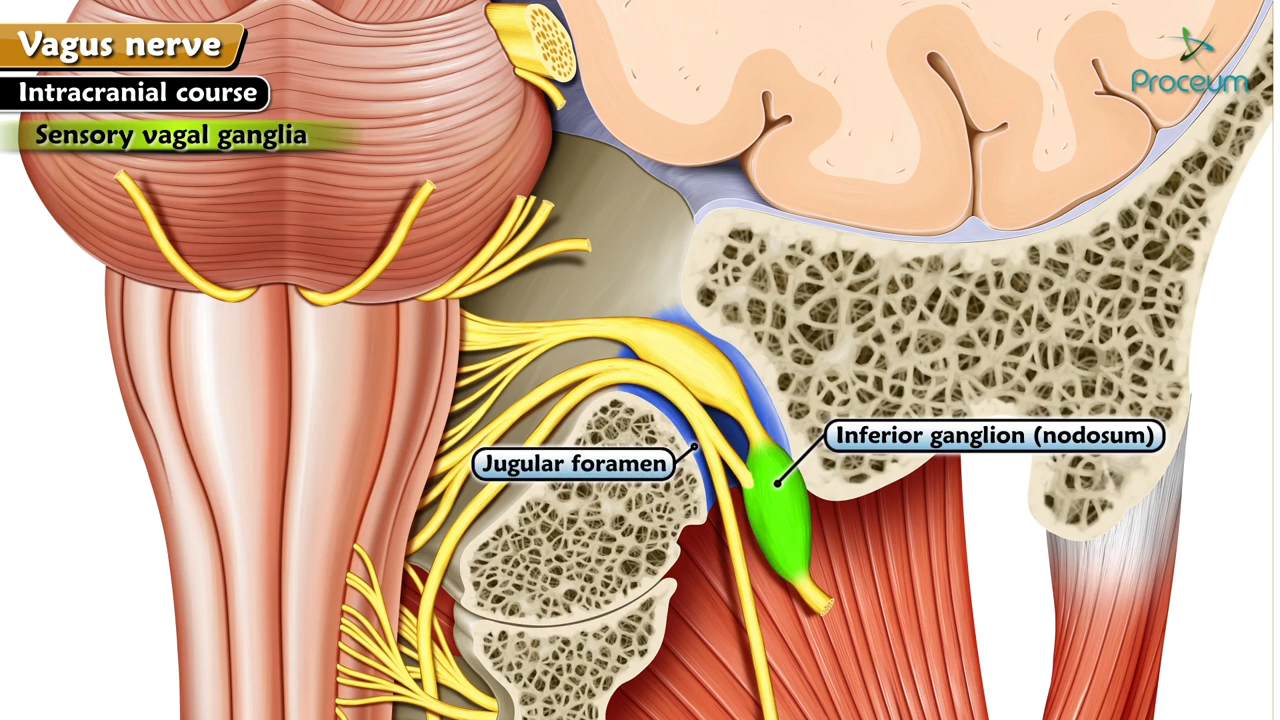 Vagus nerve
Intracranial course
Sensory vagal ganglia
Proceum
Inferior ganglion (nodosum)
Jugular foramen